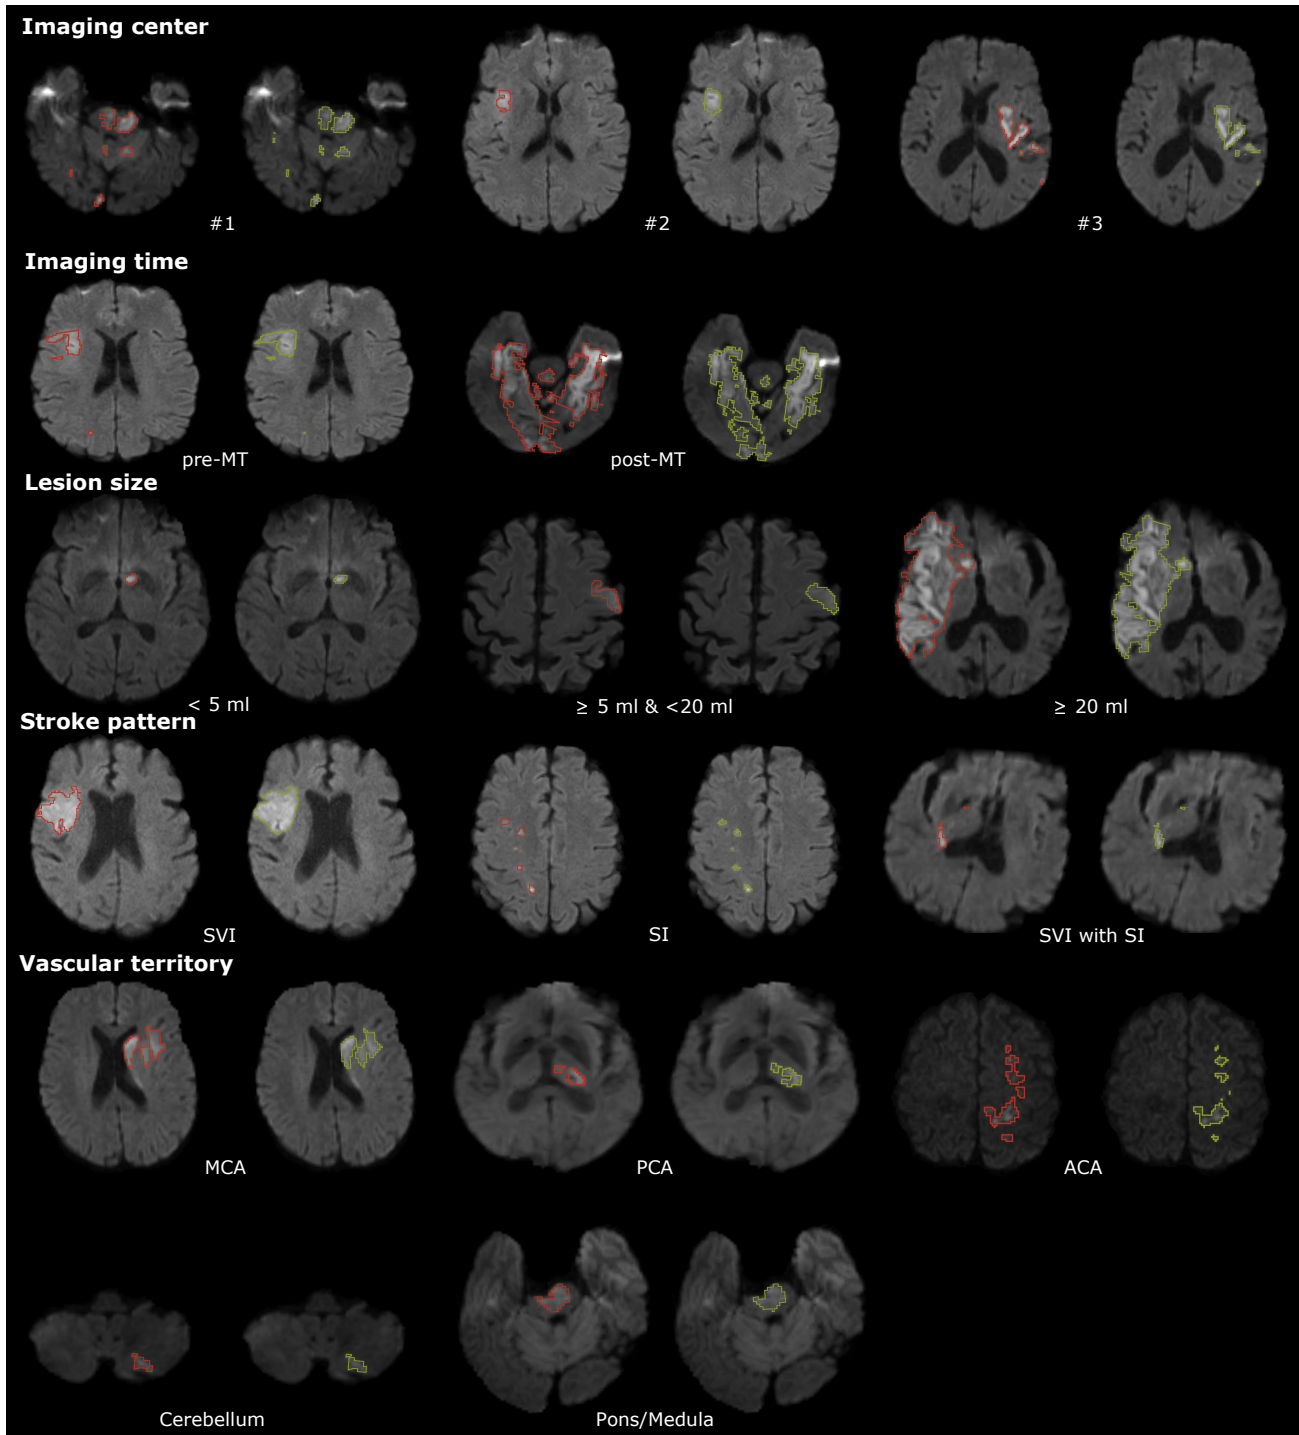 Imaging center
#1
#2
#3
Imaging time
pre-MT
post-MT
Lesion size
< 5 ml
≥ 5 ml & <20 ml
≥ 20 ml
Stroke pattern
SVI
SI
SVI with SI
Vascular territory
MCA
PCA
ACA
Cerebellum
Pons/Medula